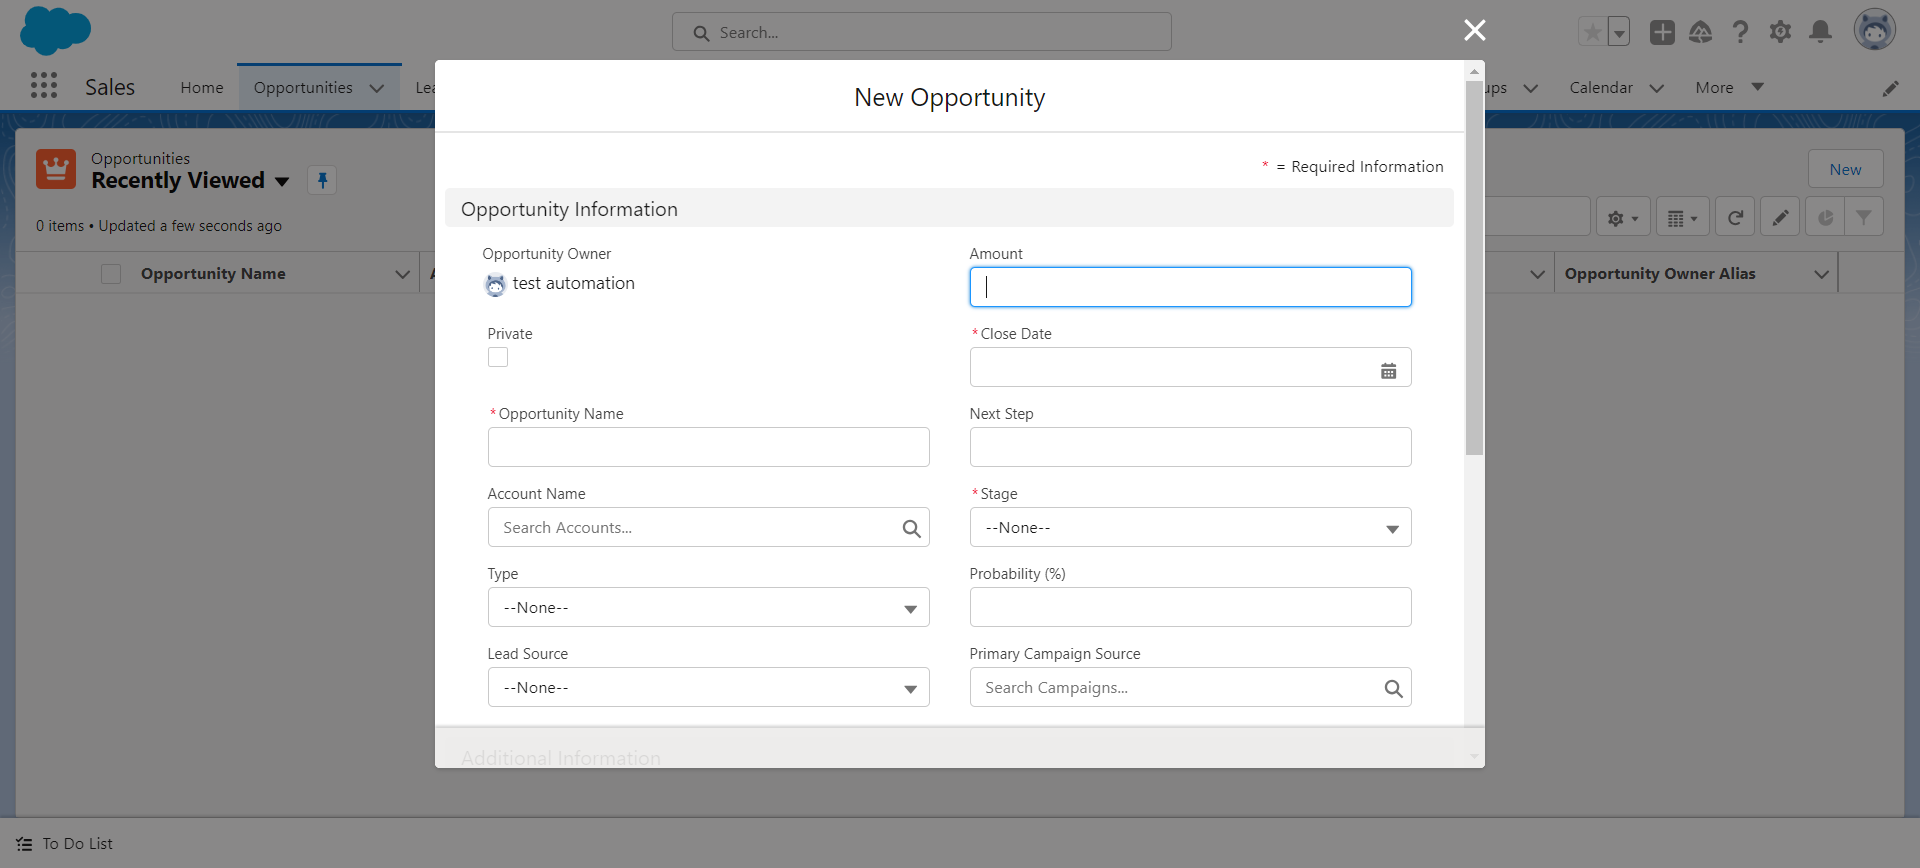 Search...
Sales
Home
Opportunities
Lea
ups
Calendar
More
Opportunities
Recently Viewed
0 items • Updated a few seconds ago
New
Opportunity Name
A
Opportunity Owner Alias
New Opportunity
* = Required Information
Opportunity Information
Opportunity Owner
test automation
Amount
Private
*Close Date
*Opportunity Name
Next Step
Account Name
Search Accounts...
*Stage
--None--
Type
--None--
Probability (%)
Lead Source
--None--
Primary Campaign Source
Search Campaigns...
Additional Information
To Do List